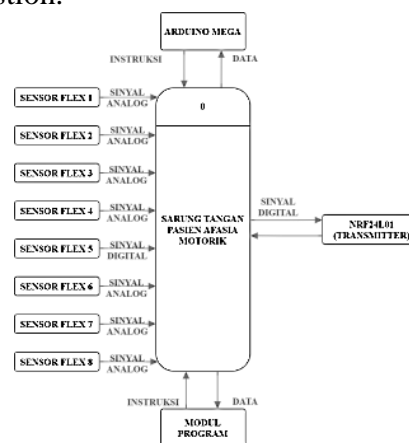 stion.
ARDUINO MEGA
INSTRUKSI
DATA
SENSOR FLEX 1
SINYAL
ANALOG
0
SENSOR FLEX 2
SINYAL
ANALOG
SENSOR FLEX 3
SINYAL
ANALOG
SENSOR FLEX 4
SINYAL
ANALOG
SARUNG TANGAN
PASIEN AFASIA
MOTORIK
SINYAL
DIGITAL
NRF24L01
(TRANSMITTER)
SENSOR FLEX 5
SINYAL
DIGITAL
SENSOR FLEX 6
SINYAL
ANALOG
SENSOR FLEX 7
SINYAL
ANALOG
SENSOR FLEX 8
SINYAL
ANALOG
INSTRUKSI
DATA
MODUL
PROGRAM